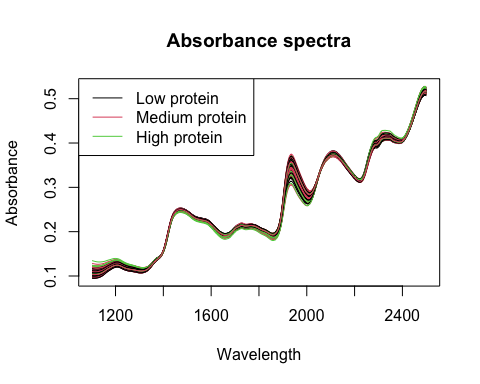 Absorbance spectra
Low protein
Medium protein
High protein
Absorbance
0.1
0.2
0.3
0.4
0.5
1200
1600
2000
2400
Wavelength